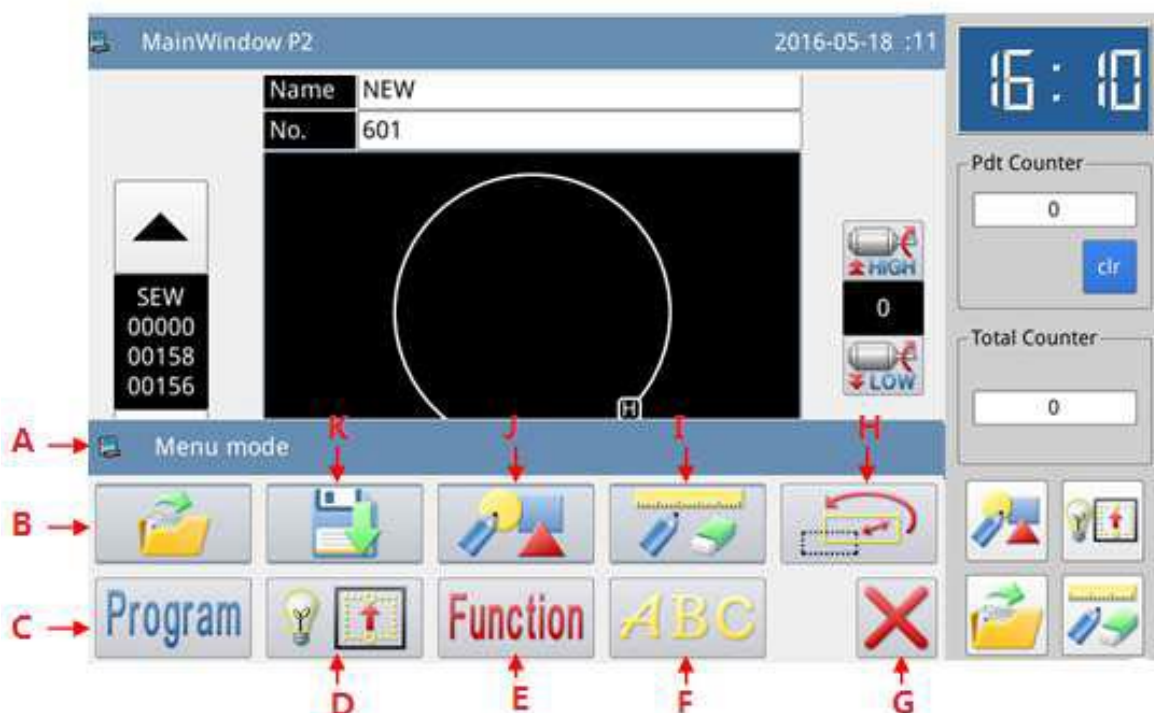 MainWindow P2
2016-05-18 :11
16:10
Name NEW
No. 601
Pdt Counter
0
clr
HIGH
0
LOW
SEW
00000
00158
00156
Total Counter
0
H
K
J
I
H
A
Menu mode
B
C
Program
Function
ABC
D
E
F
G